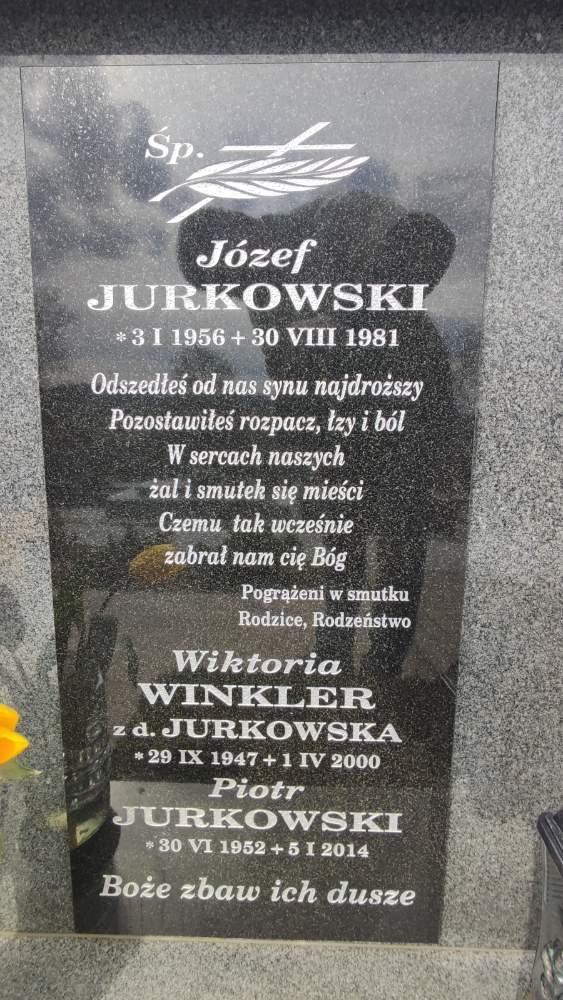 Śp.
Józef
JURKOWSKI
* 3 I 1956 + 30 VIII 1981
Odszedłeś od nas synu najdroższy
Pozostawiłeś rozpacz, łzy i ból
W sercach naszych
żal i smutek się mieści
Czemu tak wcześnie
zabrał nam cię Bóg
Pogrążeni w smutku
Rodzice, Rodzeństwo
Wiktoria
WINKLER
z d. JURKOWSKA
* 29 IX 1947 + 1 IV 2000
Piotr
JURKOWSKI
* 30 VI 1952 + 5 I 2014
Boże zbaw ich dusze